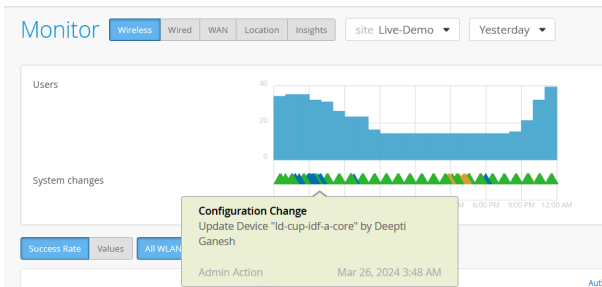 Monitor Wireless Wired WAN Location Insights site Live-Demo Yesterday
Users
40
20
0
System changes
M 6:00 PM 9:00 PM 12:00 AM
Configuration Change
Update Device "ld-cup-idf-a-core" by Deepti
Ganesh
Admin Action Mar 26, 2024 3:48 AM
Success Rate Values All WLAN
Aut